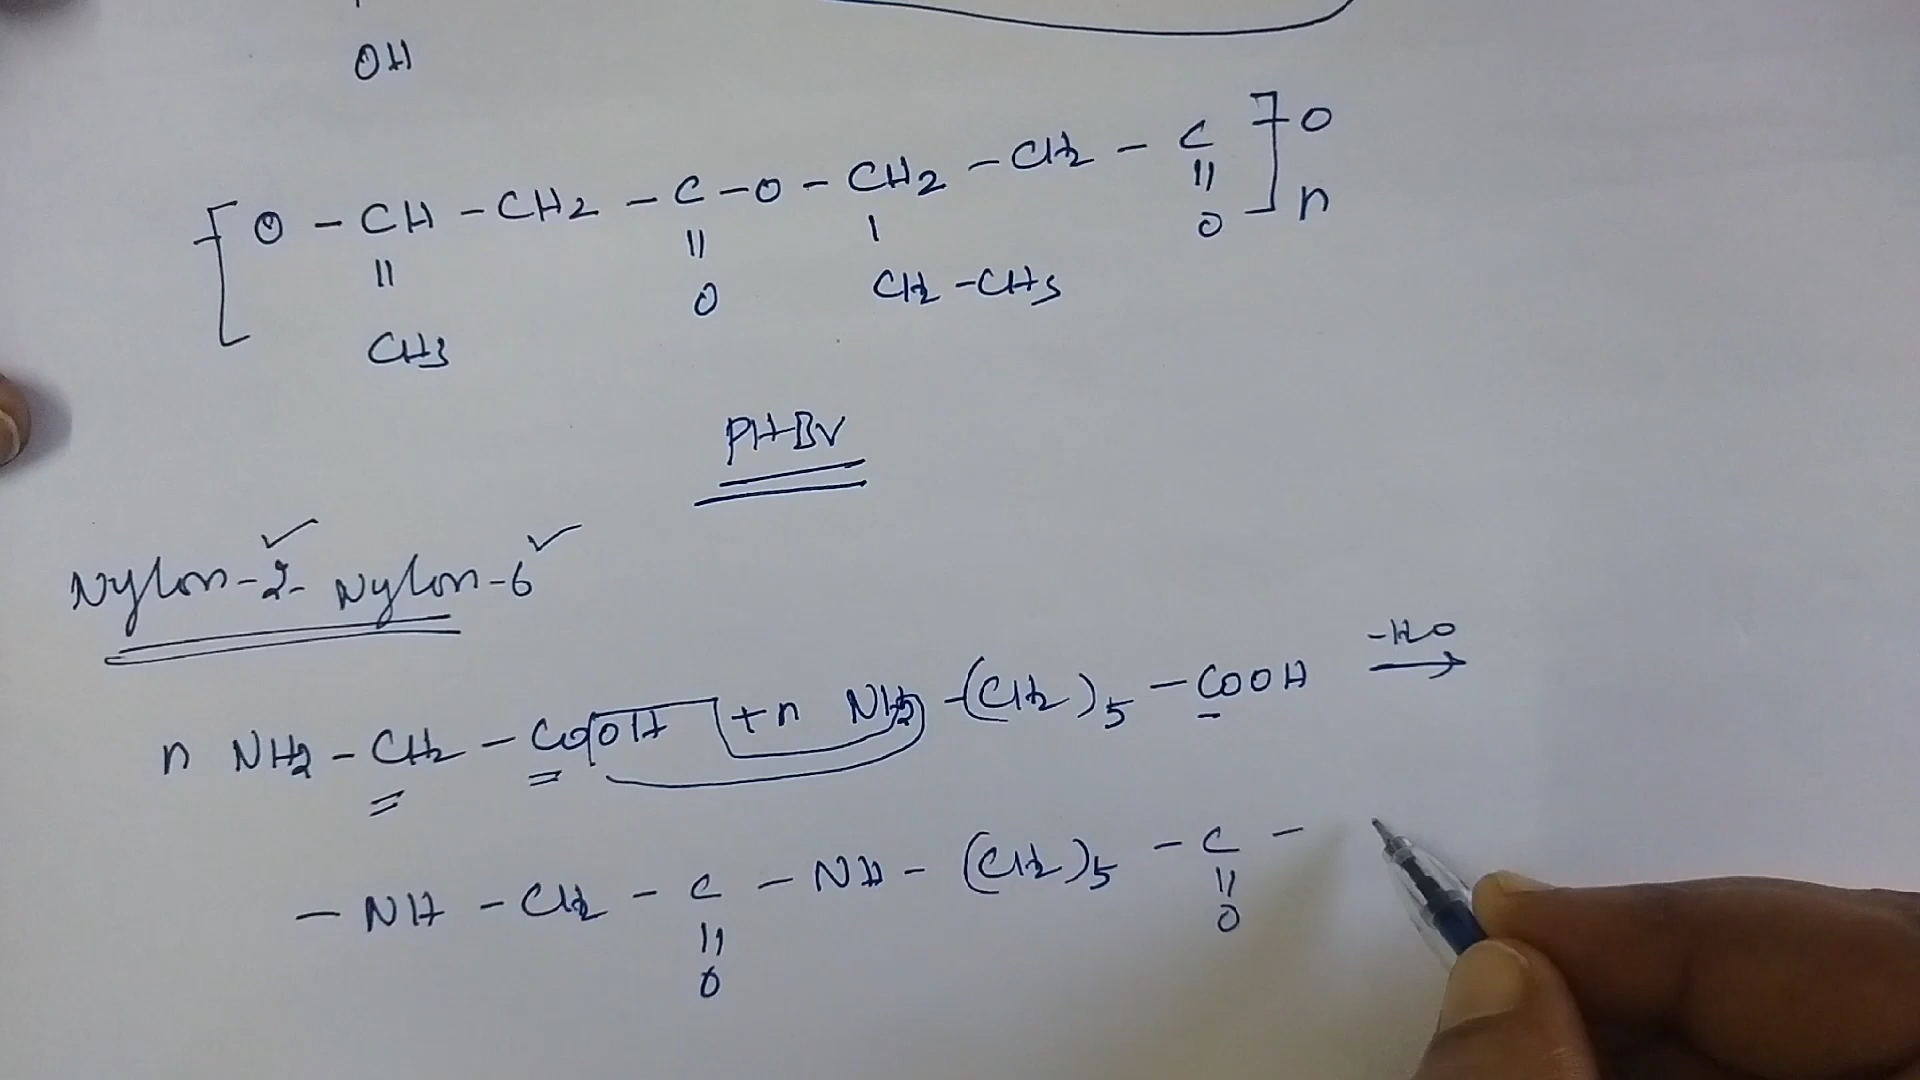 OH
[ O - CH - CH2 - C - O - CH2 - CH2 - C ] O
|| || | || n
CH3 O CH2 - CH3 O
PHBV
Nylon-2- Nylon-6
n NH2 - CH2 - COOH + n NH2 - (CH2)5 - COOH -H2O →
- NH - CH2 - C - NH - (CH2)5 - C -
|| ||
O O